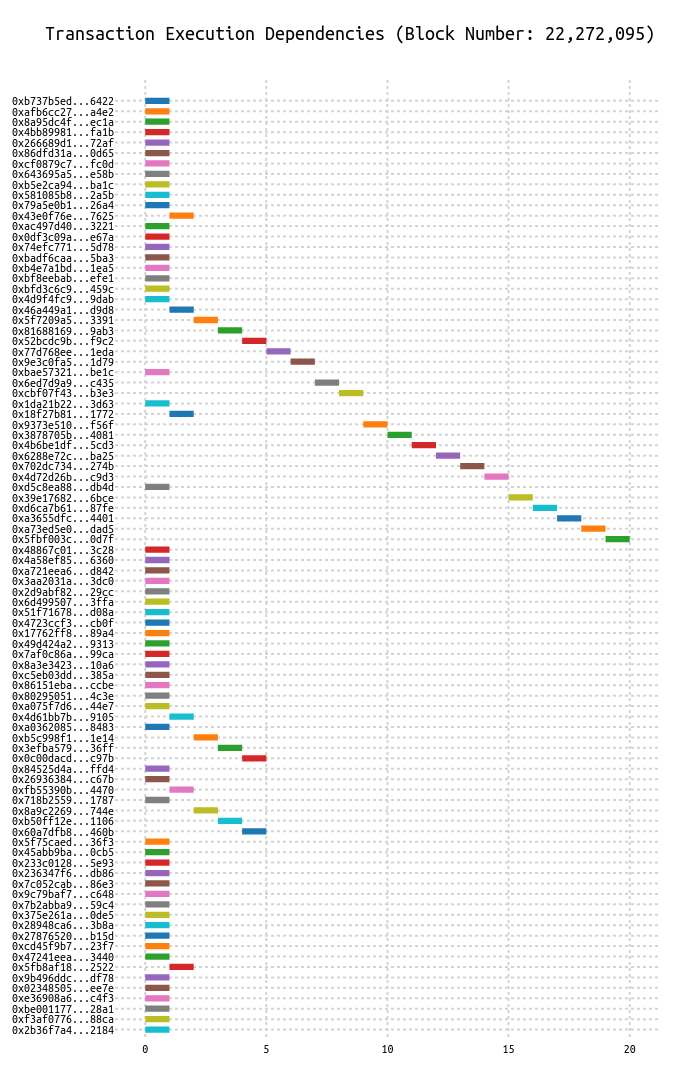 Transaction Execution Dependencies (Block Number: 22,272,095)
0xb737b5ed...6422
0xafb6cc27...a4e2
0x8a95dc4f...ec1a
0x4bb89981...fa1b
0x266689d1...72af
0x86dfd31a...0d65
0xcf0879c7...fc0d
0x643695a5...e58b
0xb5e2ca94...ba1c
0x581085b8...2a5b
0x79a5e0b1...26a4
0x43e0f76e...7625
0xac497d40...3221
0x0df3c09a...e67a
0x74efc771...5d78
0xbadf6caa...5ba3
0xb4e7a1bd...1ea5
0xbf8eebab...efe1
0xbfd3c6c9...459c
0x4d9f4fc9...9dab
0x46a449a1...d9d8
0x5f7209a5...3391
0x81688169...9ab3
0x52bcdc9b...f9c2
0x77d768ee...1eda
0x9e3c0fa5...1d79
0xbae57321...be1c
0x6ed7d9a9...c435
0xcbf07f43...b3e3
0x1da21b22...3d63
0x18f27b81...1772
0x9373e510...f56f
0x3878705b...4081
0x4b6be1df...5cd3
0x6288e72c...ba25
0x702dc734...274b
0x4d72d26b...c9d3
0xd5c8ea88...db4d
0x39e17682...6bce
0xd6ca7b61...87fe
0xa3655dfc...4401
0xa73ed5e0...dad5
0x5fbf003c...0d7f
0x48867c01...3c28
0x4a58ef85...6360
0xa721eea6...d842
0x3aa2031a...3dc0
0x2d9abf82...29cc
0x6d499507...3ffa
0x51f71678...d08a
0x4723ccf3...cb0f
0x17762ff8...89a4
0x49d424a2...9313
0x7af0c86a...99ca
0x8a3e3423...10a6
0xc5eb03dd...385a
0x86151eba...ccbe
0x80295051...4c3e
0xa075f7d6...44e7
0x4d61bb7b...9105
0xa0362085...8483
0xb5c998f1...1e14
0x3efba579...36ff
0x0c00dacd...c97b
0x84525d4a...ffd4
0x26936384...c67b
0xfb55390b...4470
0x718b2559...1787
0x8a9c2269...744e
0xb50ff12e...1106
0x60a7dfb8...460b
0x5f75caed...36f3
0x45abb9ba...0cb5
0x233c0128...5e93
0x236347f6...db86
0x7c052cab...86e3
0x9c79baf7...c648
0x7b2abba9...59c4
0x375e261a...0de5
0x28948ca6...3b8a
0x27876520...b15d
0xcd45f9b7...23f7
0x47241eea...3440
0x5fb8af18...2522
0x9b496ddc...df78
0x02348505...ee7e
0xe36908a6...c4f3
0xbe001177...28a1
0xf3af0776...88ca
0x2b36f7a4...2184
0 5 10 15 20